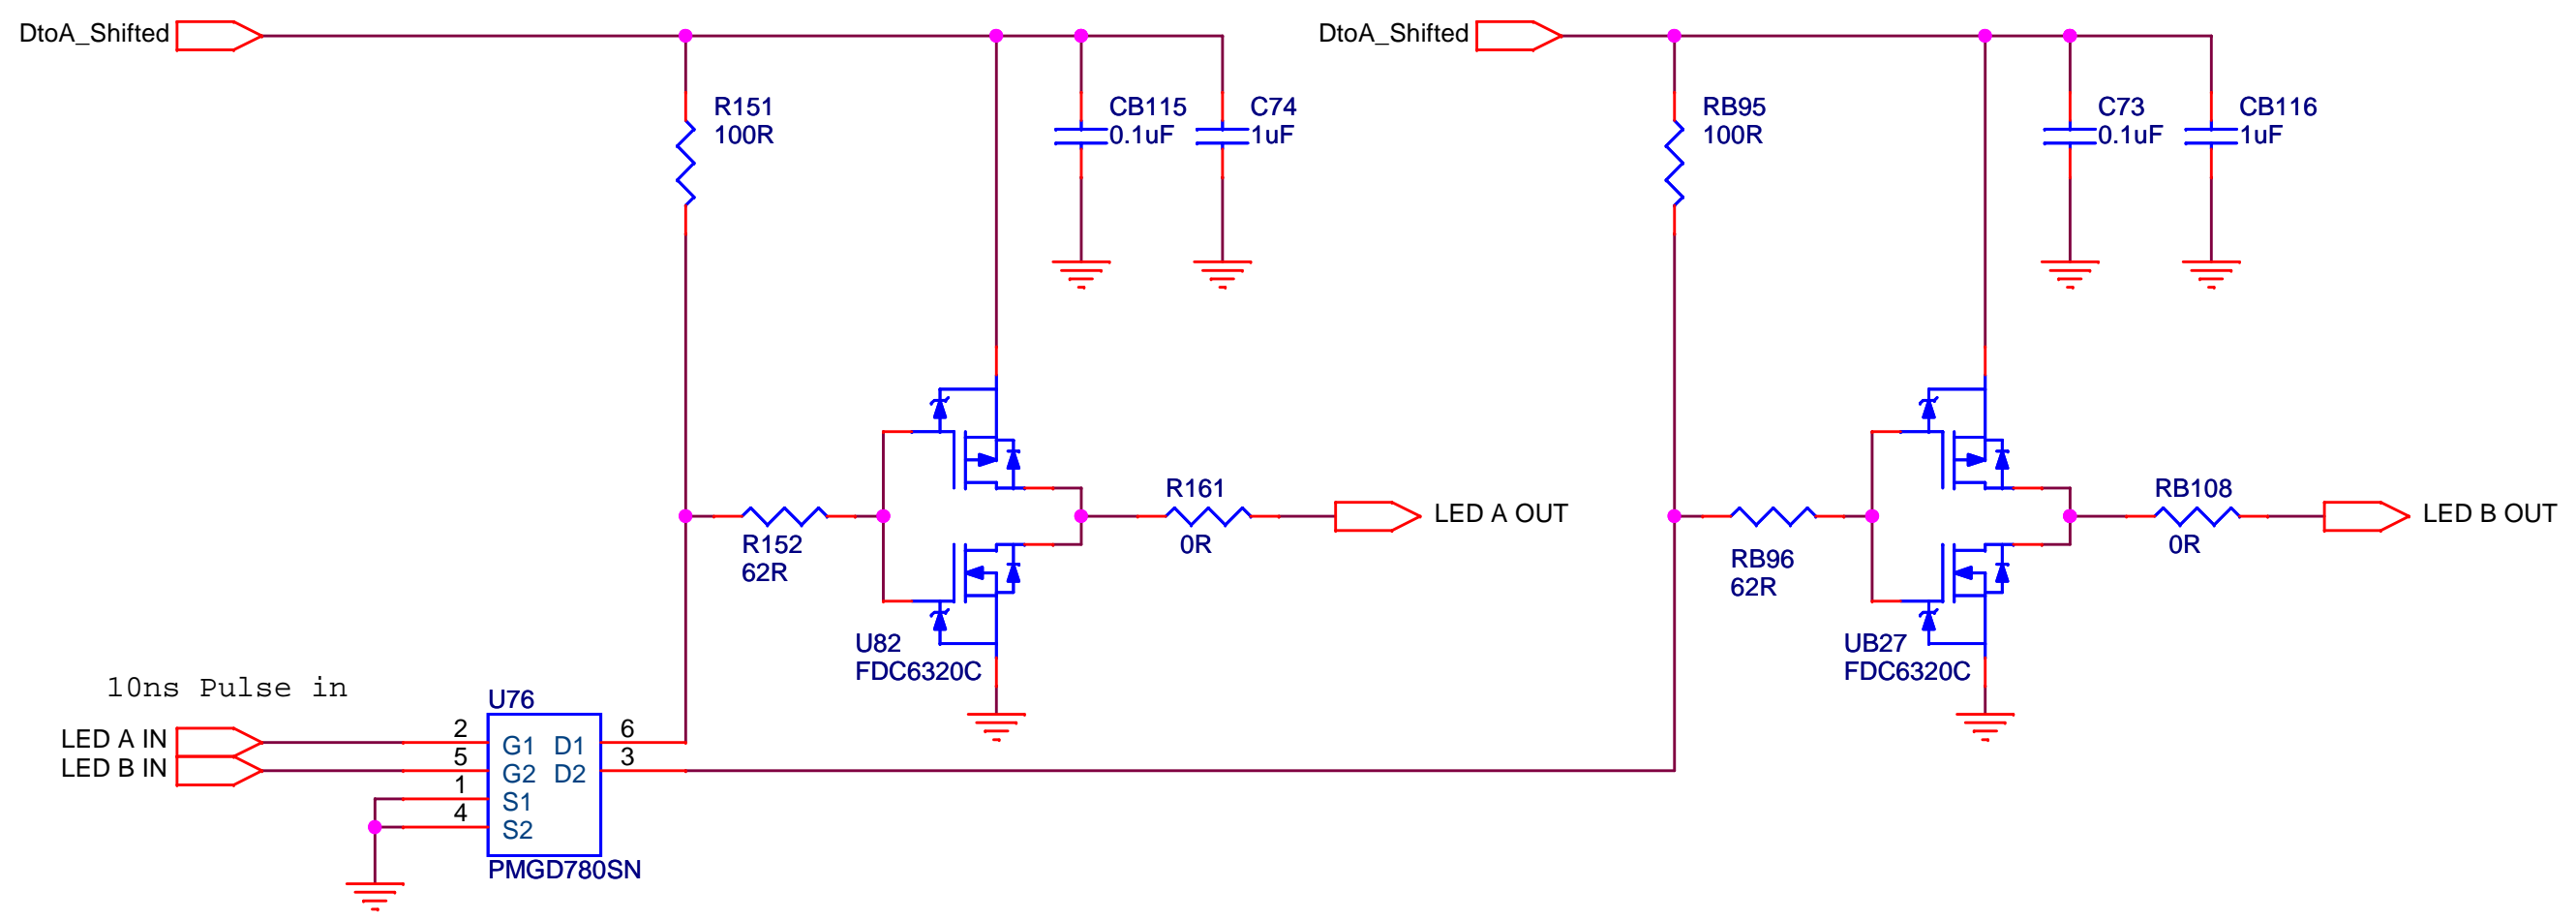 DtoA_Shifted
DtoA_Shifted
R151
100R
CB115
0.1uF
C74
1uF
RB95
100R
C73
0.1uF
CB116
1uF
R152
62R
R161
0R
LED A OUT
U82
FDC6320C
RB96
62R
RB108
0R
LED B OUT
UB27
FDC6320C
10ns Pulse in
LED A IN
LED B IN
U76
2
5
1
4
G1 D1
G2 D2
S1
S2
6
3
PMGD780SN